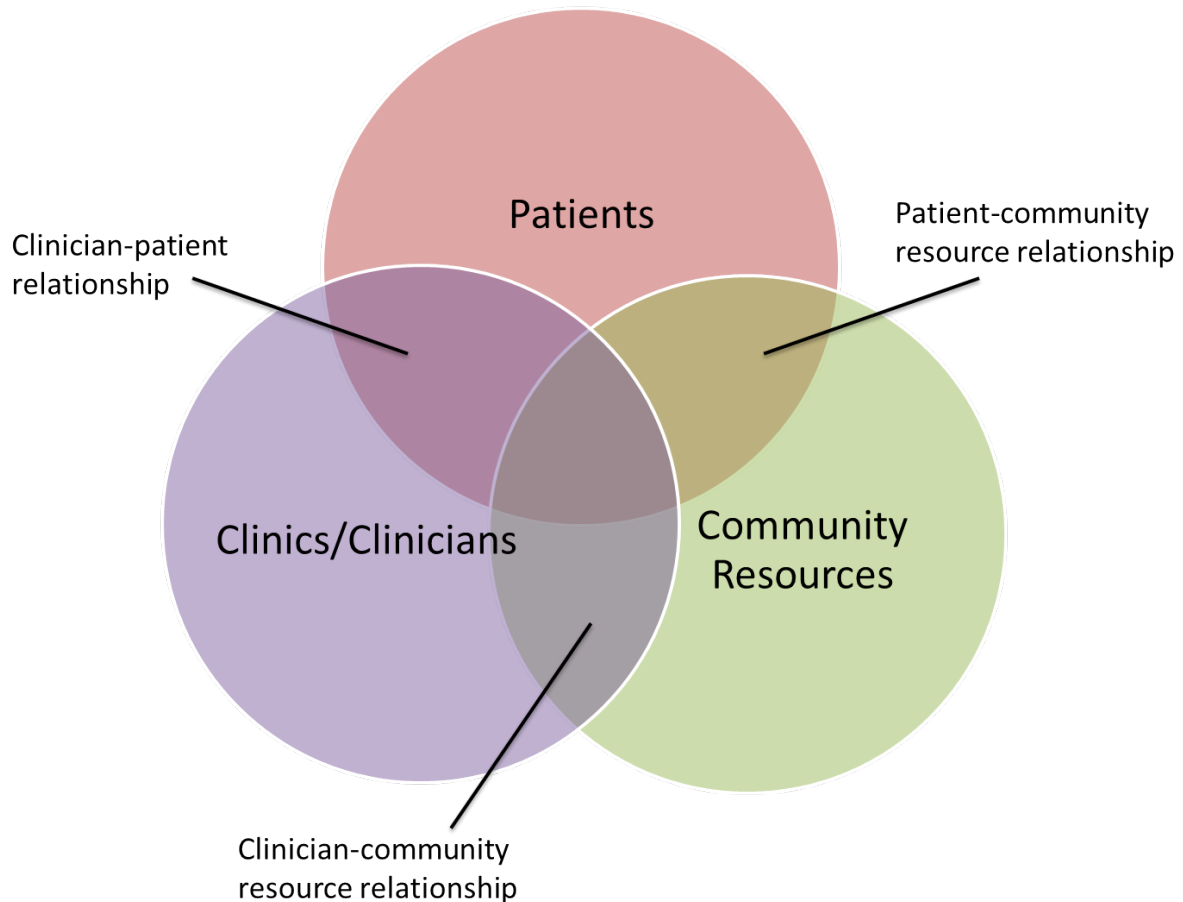 Patients
Clinician-patient
relationship
Patient-community
resource relationship
Clinics/Clinicians
Community
Resources
Clinician-community
resource relationship